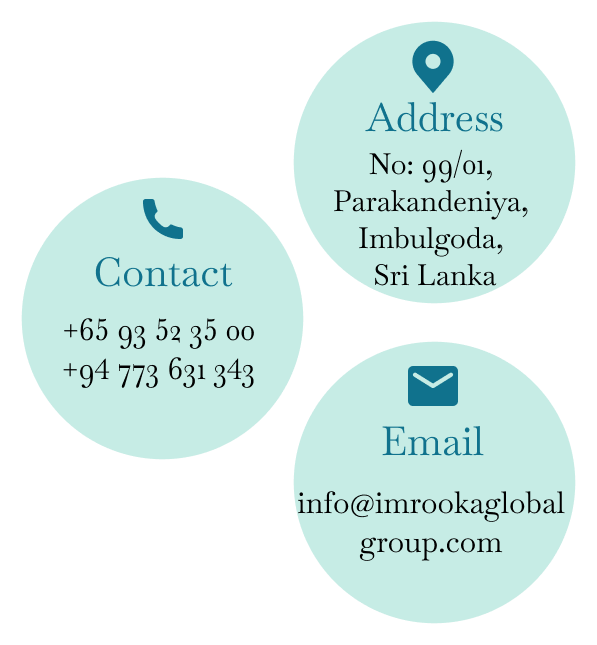 Address
No: 99/01,
Parakandeniya,
Imbulgoda,
Sri Lanka
Contact
+65 93 52 35 00
+94 773 631 343
Email
info@imrookaglobal
group.com